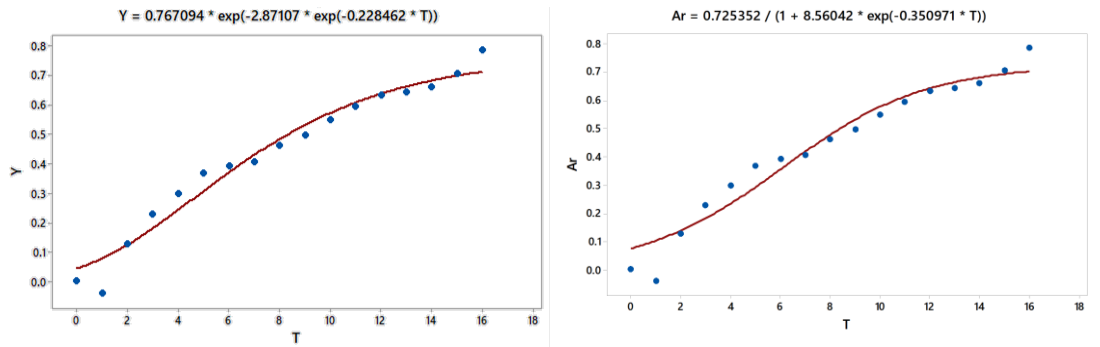 Y = 0.767094 * exp(-2.87107 * exp(-0.228462 * T))
0.8
0.7
0.6
0.5
0.4
0.3
0.2
0.1
0.0
Y
0 2 4 6 8 10 12 14 16 18
T
Ar = 0.725352 / (1 + 8.56042 * exp(-0.350971 * T))
0.8
0.7
0.6
0.5
0.4
0.3
0.2
0.1
0.0
Ar
0 2 4 6 8 10 12 14 16 18
T